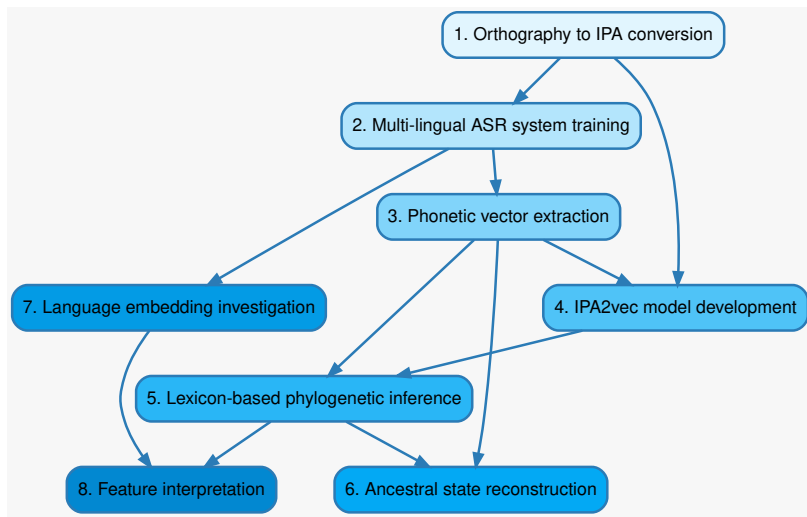 1. Orthography to IPA conversion
2. Multi-lingual ASR system training
3. Phonetic vector extraction
7. Language embedding investigation
4. IPA2vec model development
5. Lexicon-based phylogenetic inference
8. Feature interpretation
6. Ancestral state reconstruction